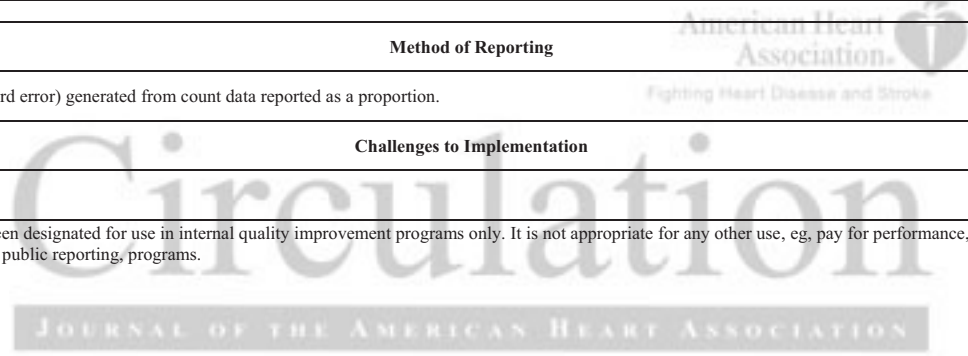 American Heart
Association®
Fighting Heart Disease and Stroke
Method of Reporting
rd error) generated from count data reported as a proportion.
Challenges to Implementation
Circulation
en designated for use in internal quality improvement programs only. It is not appropriate for any other use, eg, pay for performance,
public reporting, programs.
JOURNAL OF THE AMERICAN HEART ASSOCIATION